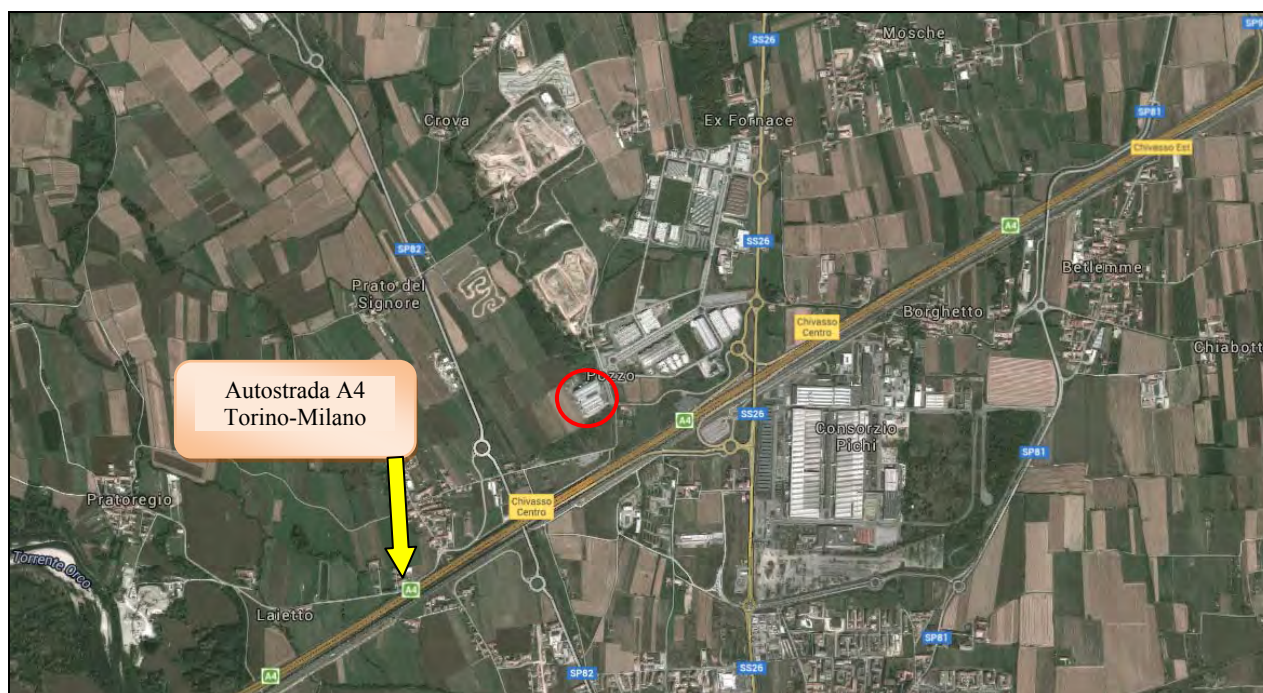 SS26
Mosche
SP9
Crova
Ex Fornace
SP81
Chivasso Est
A4
SP82
SS26
Betlemme
Prato del
Signore
Borghetto
Chivasso
Centro
Chiabott
Pozzo
Autostrada A4
Torino-Milano
A4
SS26
Consorzio
Pichi
SP81
Pratoregio
Chivasso
Centro
Torrente Orco
A4
Laietto
SP81
A4
SP82
SS26